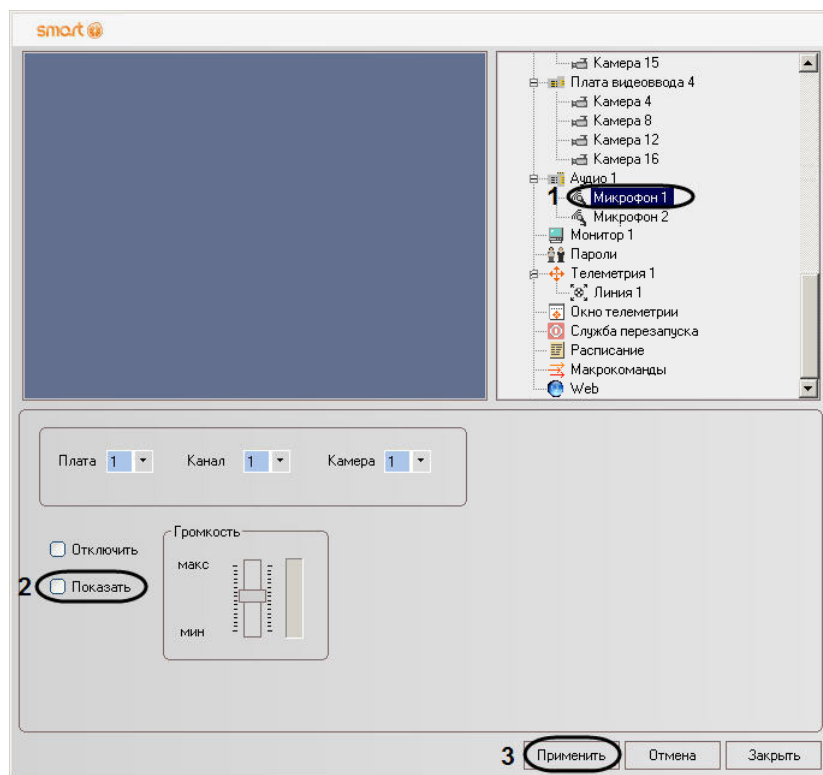 smart
Камера 15
Плата видеоввода 4
Камера 4
Камера 8
Камера 12
Камера 16
Аудио 1
1 Микрофон 1
Микрофон 2
Монитор 1
Пароли
Телеметрия 1
Линия 1
Окно телеметрии
Служба перезапуска
Расписание
Макрокоманды
Web
Плата 1 Канал 1 Камера 1
Отключить
2 Показать
Громкость
макс
мин
3 Применить Отмена Закрыть